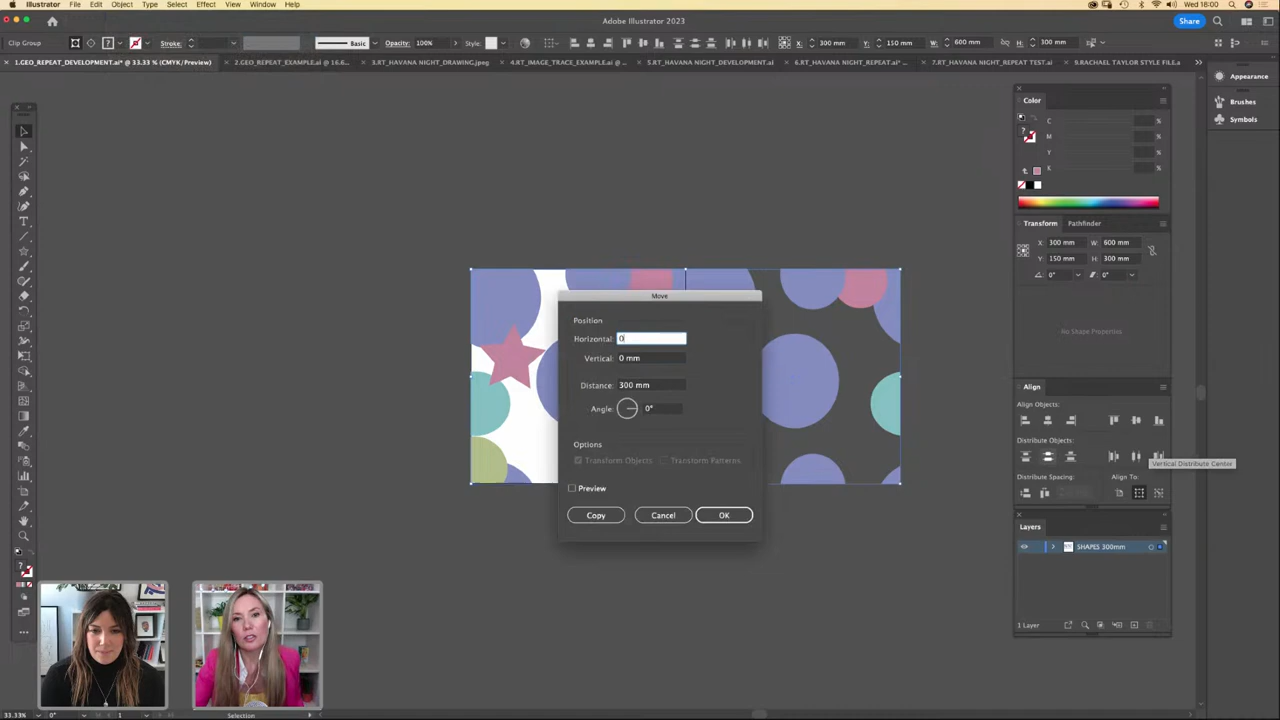 Illustrator File Edit Object Type Select Effect View Window Help
Wed 18:00
Adobe Illustrator 2023
Share
Clip Group
Stroke:
Basic
Opacity: 100%
Style:
X: 300 mm
Y: 150 mm
W: 600 mm
H: 300 mm
1.GEO_REPEAT_DEVELOPMENT.ai* @ 33.33 % (CMYK/Preview)
2.GEO_REPEAT_EXAMPLE.ai @ 16.6...
3.RT_HAVANA NIGHT_DRAWING.jpeg
4.RT_IMAGE_TRACE_EXAMPLE.ai @ ...
5.RT_HAVANA NIGHT_DEVELOPMENT.ai
6.RT_HAVANA NIGHT_REPEAT.ai* ...
7.RT_HAVANA NIGHT_REPEAT TEST.ai
9.RACHAEL TAYLOR STYLE FILE.a
Appearance
Brushes
Symbols
Color
C %
M %
Y %
K %
Transform Pathfinder
X: 300 mm W: 600 mm
Y: 150 mm H: 300 mm
0° 0°
No Shape Properties
Align
Align Objects:
Distribute Objects:
Vertical Distribute Center
Distribute Spacing: Align To:
Layers
SHAPES 300mm
1 Layer
Move
Position
Horizontal: 0
Vertical: 0 mm
Distance: 300 mm
Angle: 0°
Options
Transform Objects Transform Patterns
Preview
Copy Cancel OK
33.33% 0° 1 Selection